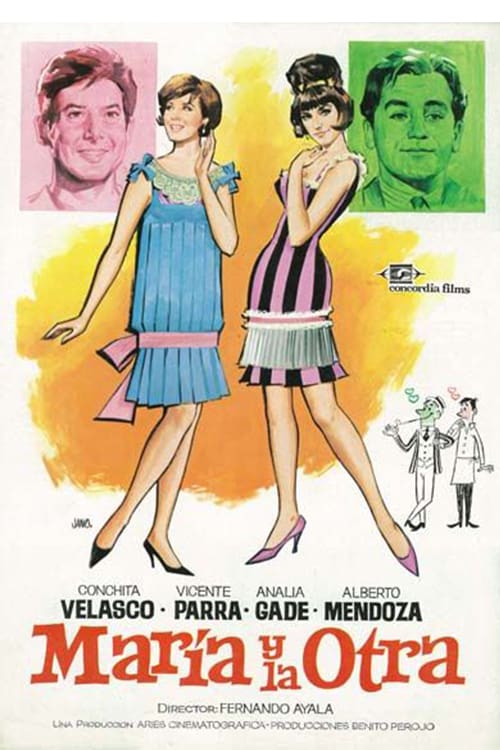 concordia films
JANO.
CONCHITA VICENTE ANALIA ALBERTO
VELASCO · PARRA · GADE · MENDOZA
María y la Otra
DIRECTOR: FERNANDO AYALA
UNA PRODUCCION ARIES CINEMATOGRAFICA - PRODUCCIONES BENITO PEROJO